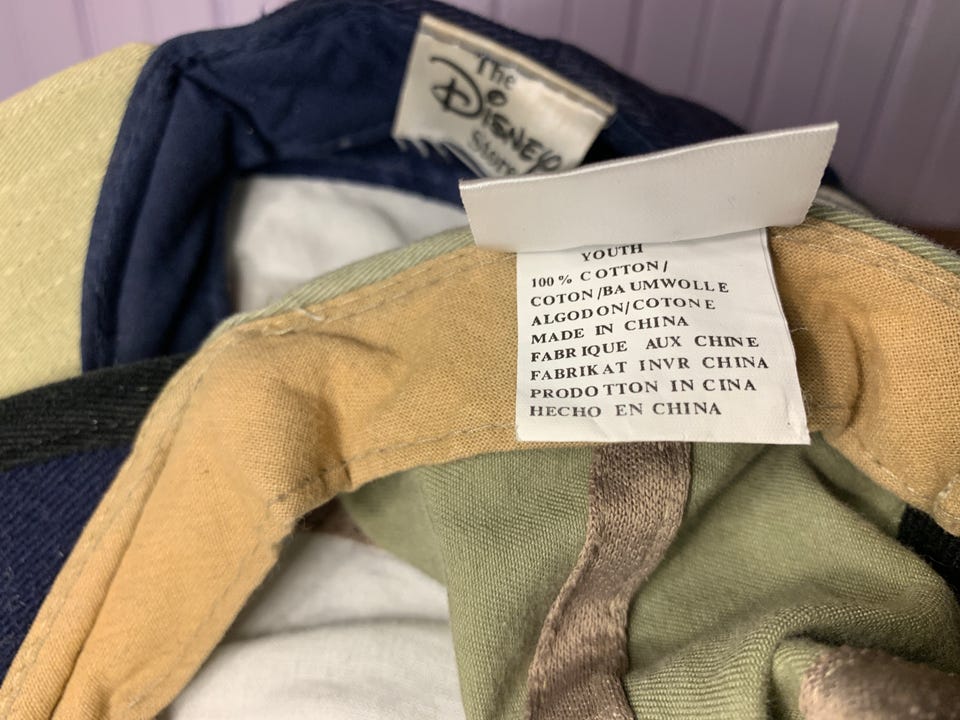 The
DISNEY
Store
YOUTH
100% COTTON/
COTON/BAUMWOLLE
ALGODON/COTONE
MADE IN CHINA
FABRIQUE AUX CHINE
FABRIKAT INVR CHINA
PRODOTTON IN CINA
HECHO EN CHINA